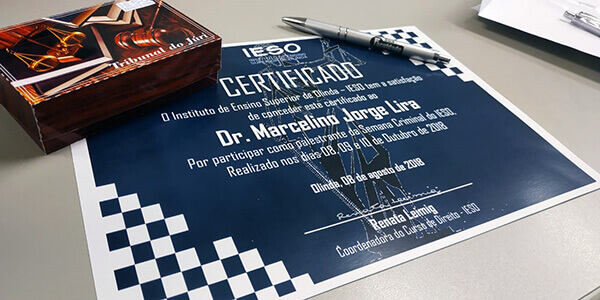 Tribunal do Júri
IESO
CERTIFICADO
O Instituto de Ensino Superior de Olinda - IESO tem a satisfação
de conceder este certificado ao
Dr. Marcelino Jorge Lira
Por participar como palestrante da Semana Criminal do IESO.
Realizado nos dias 08, 09 e 10 de Outubro de 2018
Olinda, 08 de agosto de 2018
Renata Leimig
Coordenadora do Curso de Direito - IESO